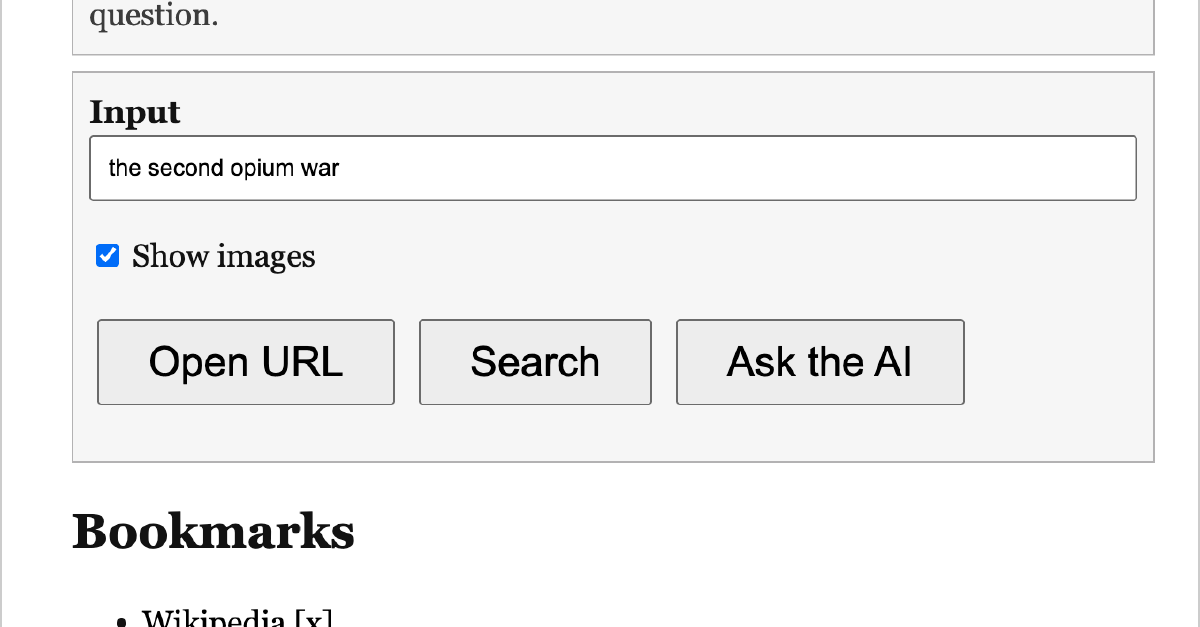 question.
Input
the second opium war
Show images
Open URL Search Ask the AI
Bookmarks
Wikipedia [x]